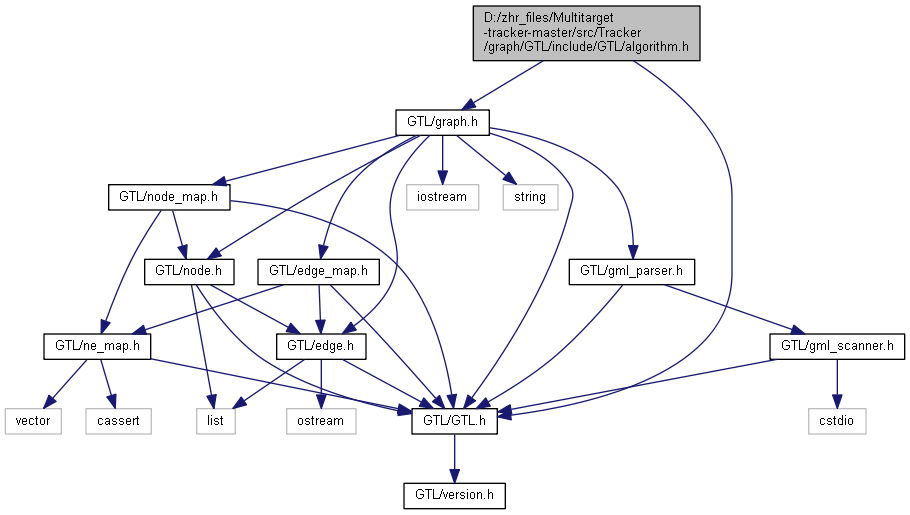 D:/zhr_files/Multitarget
-tracker-master/src/Tracker
/graph/GTL/include/GTL/algorithm.h
GTL/graph.h
GTL/node_map.h
iostream
string
GTL/node.h
GTL/edge_map.h
GTL/gml_parser.h
GTL/ne_map.h
GTL/edge.h
GTL/gml_scanner.h
vector
cassert
list
ostream
GTL/GTL.h
cstdio
GTL/version.h